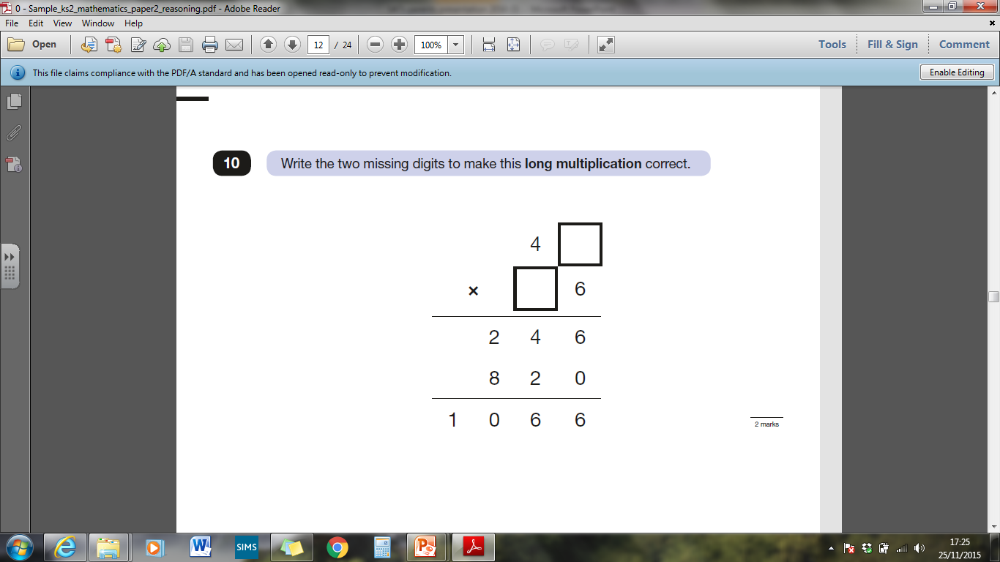 0 - Sample_ks2_mathematics_paper2_reasoning.pdf - Adobe Reader
File Edit View Window Help
Open 12 / 24 100% Tools Fill & Sign Comment
This file claims compliance with the PDF/A standard and has been opened read-only to prevent modification. Enable Editing
10 Write the two missing digits to make this long multiplication correct.
4
× 6
2 4 6
8 2 0
1 0 6 6
2 marks
SIMS
17:25
25/11/2015